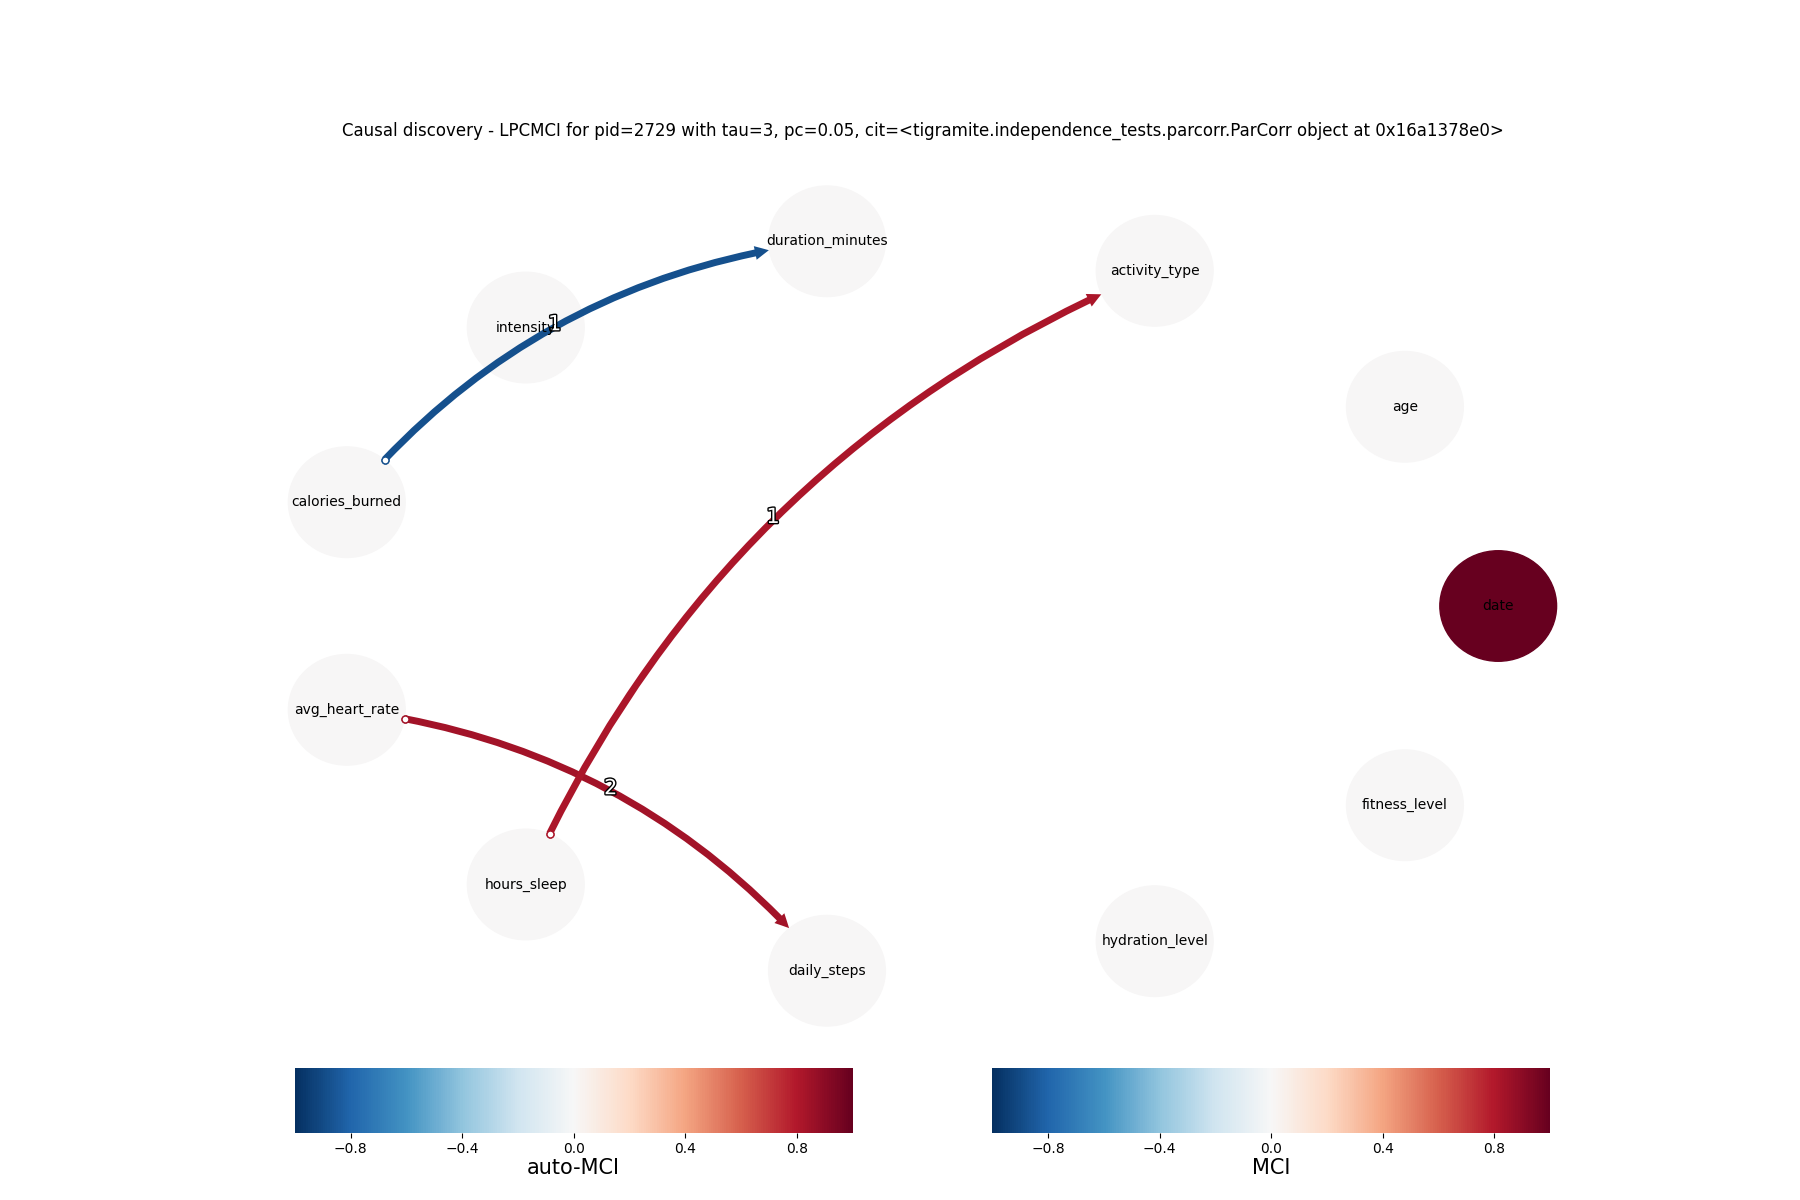 Causal discovery - LPCMCI for pid=2729 with tau=3, pc=0.05, cit=<tigramite.independence_tests.parcorr.ParCorr object at 0x16a1378e0>
duration_minutes
activity_type
intensity
1
age
calories_burned
1
date
avg_heart_rate
2
fitness_level
hours_sleep
hydration_level
daily_steps
−0.8 −0.4 0.0 0.4 0.8
auto-MCI
−0.8 −0.4 0.0 0.4 0.8
MCI